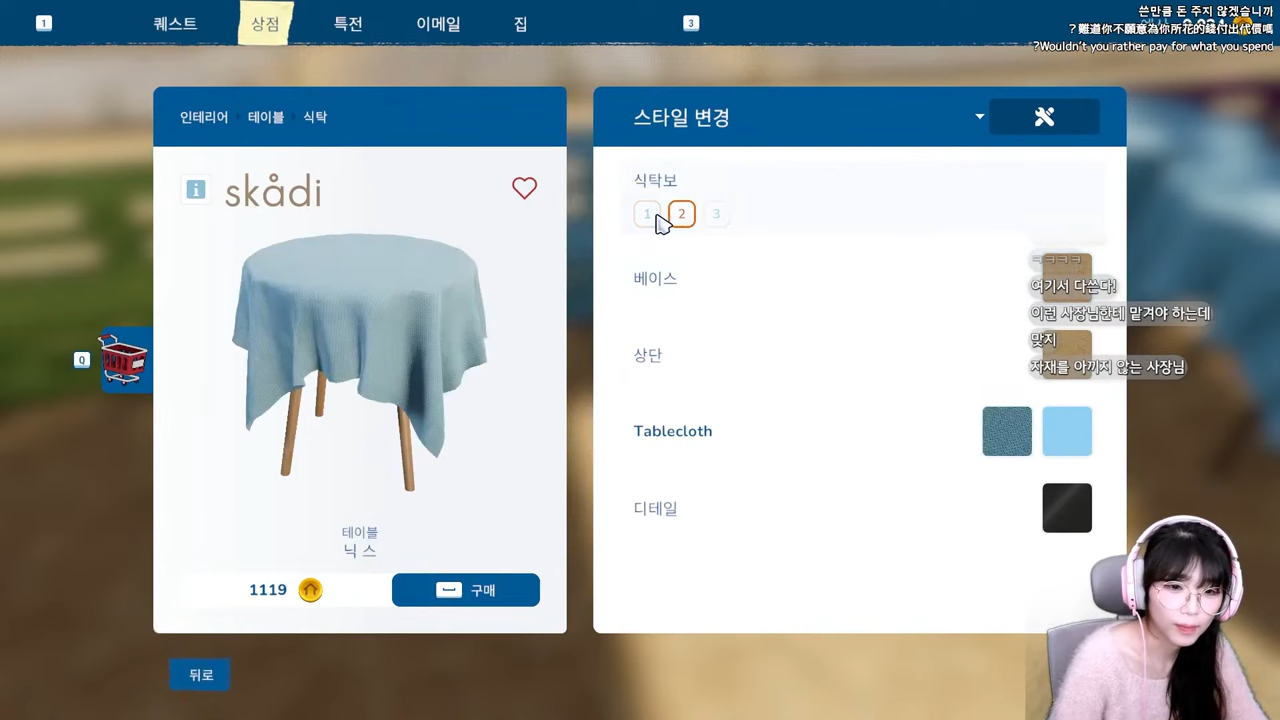 1
퀘스트
상점
특전
이메일
집
3
쓴만큼 돈 주지 않겠습니까
？難道你不願意為你所花的錢付出代價嗎
?Wouldn't you rather pay for what you spend
인테리어
테이블
식탁
i skådi
테이블
닉 스
1119
구매
Q
뒤로
스타일 변경
식탁보
1 2 3
베이스
상단
Tablecloth
디테일
ㅋㅋㅋㅋ
여기서 다쓴다!
이런 사장님한테 맡겨야 하는데
맞지
자재를 아끼지 않는 사장님